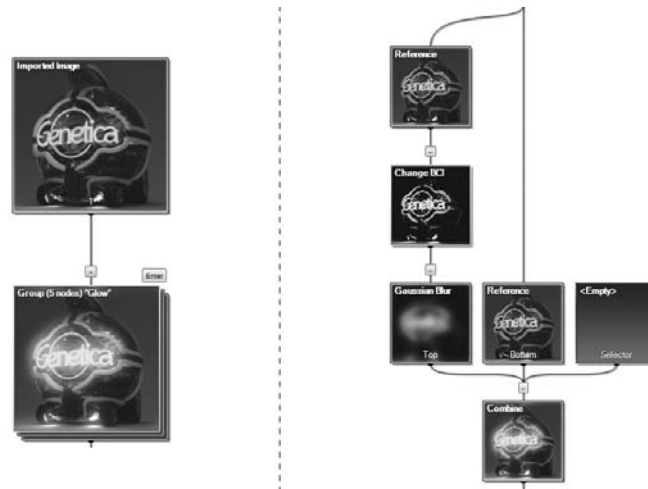 Imported Image
Genetica
Enter
Group (5 nodes) "Glow"
Genetica
Reference
Genetica
Change BCI
Genetica
Gaussian Blur
Top
Reference
Genetica
Bottom
<Empty>
Selector
Combine
Genetica